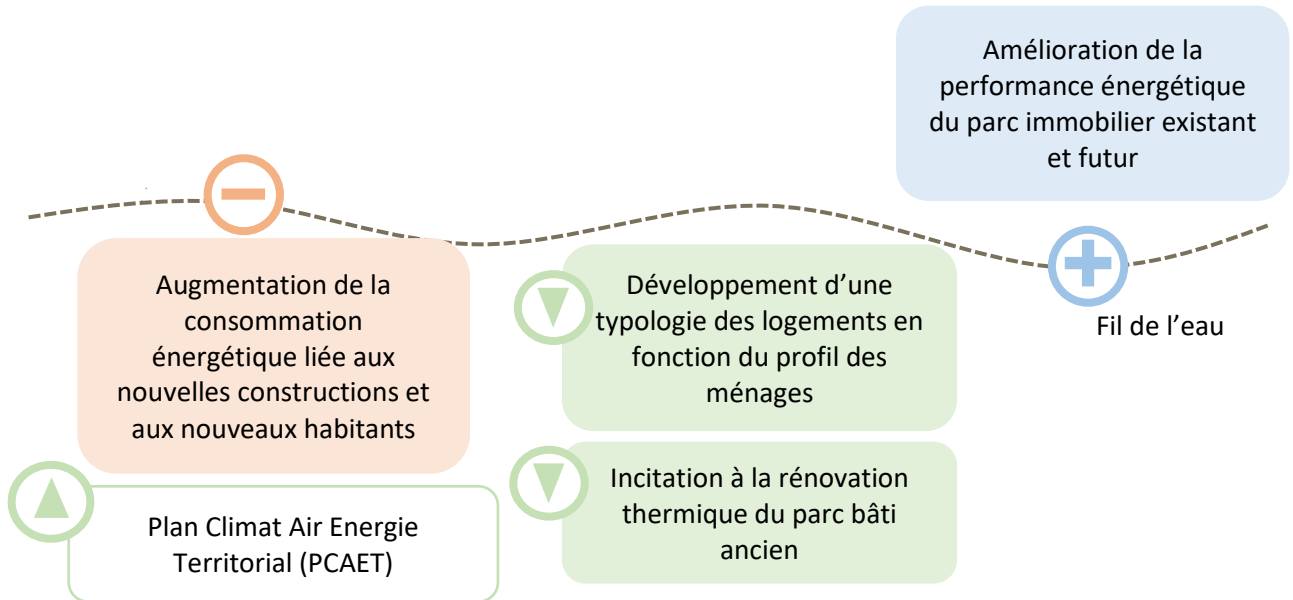 Amélioration de la
performance énergétique
du parc immobilier existant
et futur
Augmentation de la
consommation
énergétique liée aux
nouvelles constructions et
aux nouveaux habitants
Développement d’une
typologie des logements en
fonction du profil des
ménages
Fil de l’eau
Plan Climat Air Energie
Territorial (PCAET)
Incitation à la rénovation
thermique du parc bâti
ancien